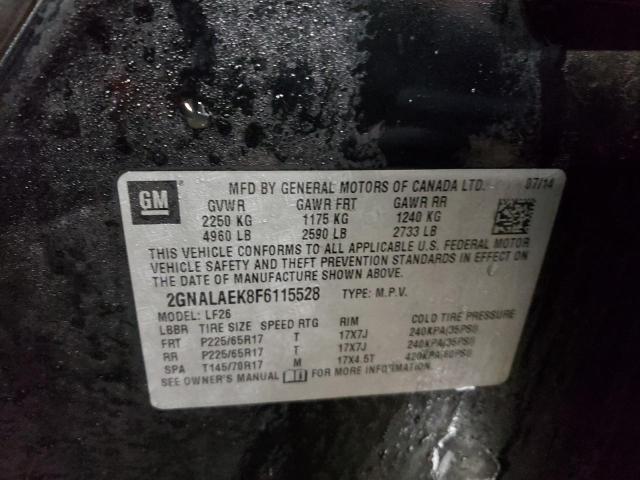 GM
MFD BY GENERAL MOTORS OF CANADA LTD. 07/14
GVWR GAWR FRT GAWR RR
2250 KG 1175 KG 1240 KG
4960 LB 2590 LB 2733 LB
THIS VEHICLE CONFORMS TO ALL APPLICABLE U.S. FEDERAL MOTOR
VEHICLE SAFETY AND THEFT PREVENTION STANDARDS IN EFFECT ON
THE DATE OF MANUFACTURE SHOWN ABOVE.
2GNALAEK8F6115528 TYPE: M.P.V.
MODEL: LF26
LBBR TIRE SIZE SPEED RTG RIM COLD TIRE PRESSURE
FRT P225/65R17 T 17X7J 240KPA(35PSI)
RR P225/65R17 T 17X7J 240KPA(35PSI)
SPA T145/70R17 M 17X4.5T 420KPA(60PSI)
SEE OWNER'S MANUAL FOR MORE INFORMATION.